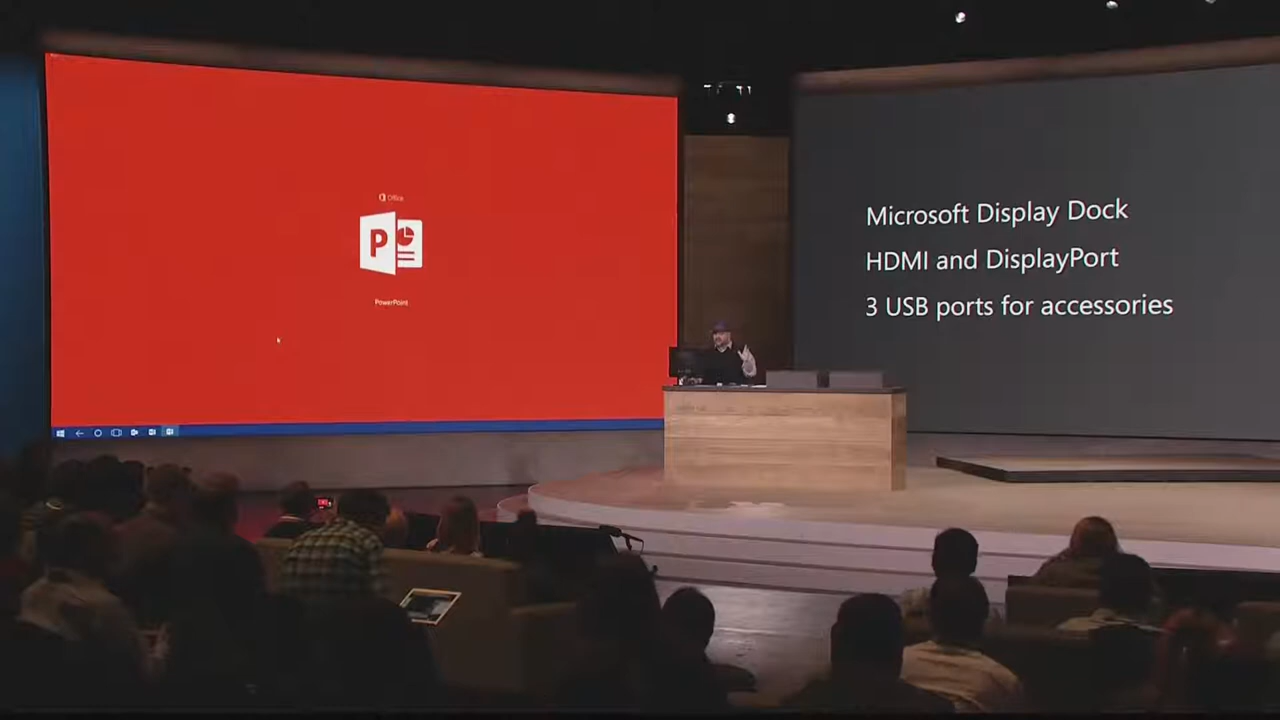 Office
P
PowerPoint
Microsoft Display Dock
HDMI and DisplayPort
3 USB ports for accessories